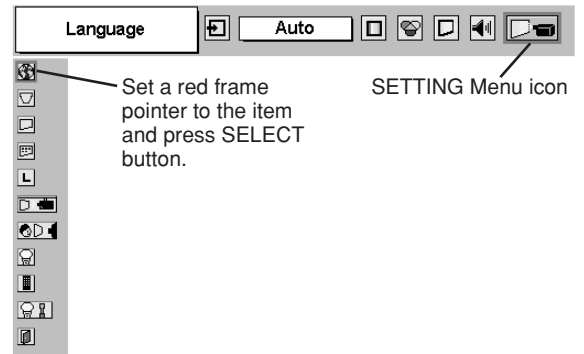 Language
Auto
Set a red frame
pointer to the item
and press SELECT
button.
SETTING Menu icon
L